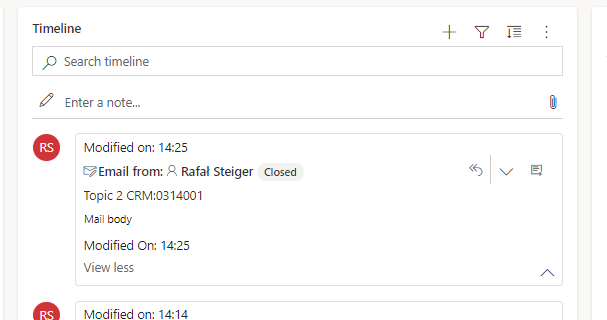 Timeline
Search timeline
Enter a note...
RS
Modified on: 14:25
Email from: Rafał Steiger Closed
Topic 2 CRM:0314001
Mail body
Modified On: 14:25
View less
RS
Modified on: 14:14